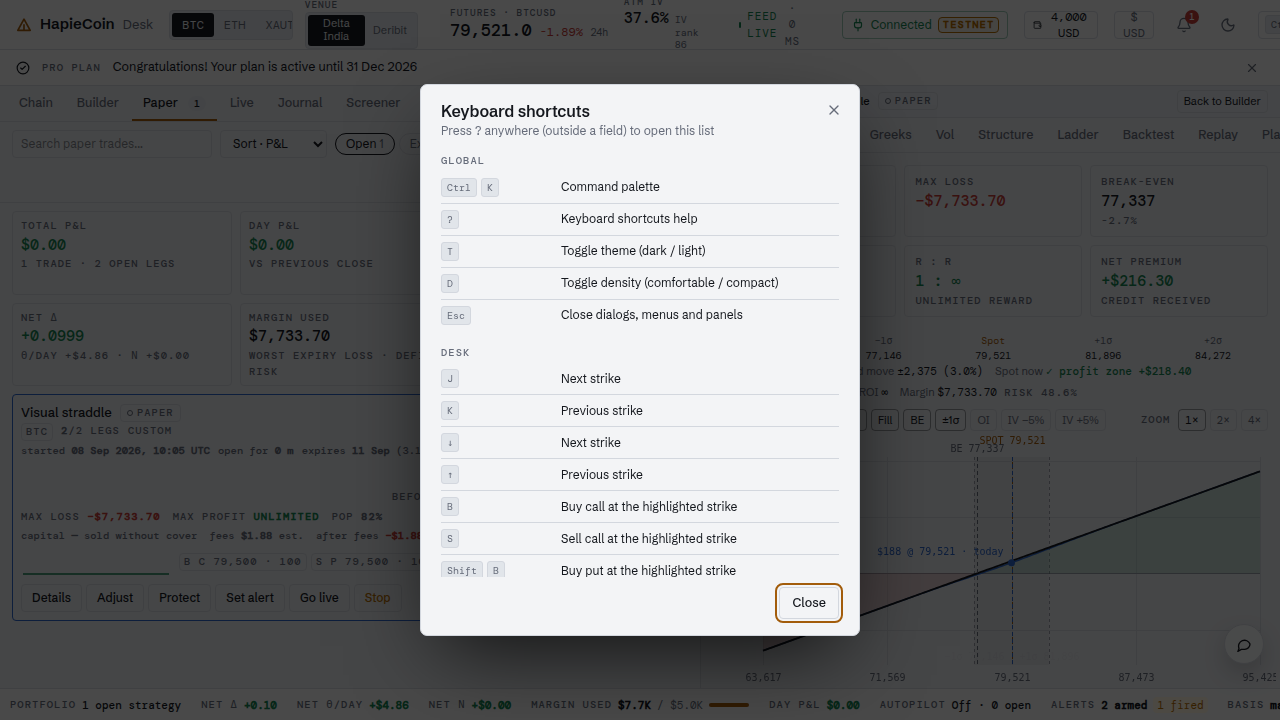 HapieCoin Desk
BTC ETH XAUT
VENUE
Delta India Deribit
FUTURES · BTCUSD
79,521.0 -1.89% 24h
ATM IV
37.6% IV rank 86
FEED LIVE
0 MS
Connected TESTNET
4,000 USD
$ USD
1
PRO PLAN Congratulations! Your plan is active until 31 Dec 2026
Chain Builder Paper 1 Live Journal Screener
PAPER Back to Builder
Greeks Vol Structure Ladder Backtest Replay
Search paper trades... Sort · P&L Open 1
TOTAL P&L
$0.00
1 TRADE · 2 OPEN LEGS
DAY P&L
$0.00
VS PREVIOUS CLOSE
NET Δ
+0.0999
θ/DAY +$4.86 · N +$0.00
MARGIN USED
$7,733.70
WORST EXPIRY LOSS · DEF
RISK
Visual straddle PAPER
BTC 2/2 LEGS CUSTOM
started 08 Sep 2026, 10:05 UTC open for 0 m expires 11 Sep (3.1
BEFO
MAX LOSS -$7,733.70 MAX PROFIT UNLIMITED POP 82%
capital — sold without cover fees $1.88 est. after fees -$1.88
B C 79,500 · 100 S P 79,500 · 10
Details Adjust Protect Set alert Go live Stop
Keyboard shortcuts
Press ? anywhere (outside a field) to open this list
GLOBAL
Ctrl K Command palette
? Keyboard shortcuts help
T Toggle theme (dark / light)
D Toggle density (comfortable / compact)
Esc Close dialogs, menus and panels
DESK
J Next strike
K Previous strike
↓ Next strike
↑ Previous strike
B Buy call at the highlighted strike
S Sell call at the highlighted strike
Shift B Buy put at the highlighted strike
Close
MAX LOSS
-$7,733.70
BREAK-EVEN
77,337
-2.7%
R : R
1 : ∞
UNLIMITED REWARD
NET PREMIUM
+$216.30
CREDIT RECEIVED
-1σ Spot +1σ +2σ
77,146 79,521 81,896 84,272
move ±2,375 (3.0%) Spot now ✓ profit zone +$218.40
ROI ∞ Margin $7,733.70 RISK 48.6%
Fill BE ±1σ OI IV −5% IV +5% ZOOM 1× 2× 4×
SPOT 79,521
BE 77,337
$188 @ 79,521 · today
63,617 71,569 79,521 87,473 95,425
PORTFOLIO 1 open strategy NET Δ +0.10 NET θ/DAY +$4.86 NET N +$0.00 MARGIN USED $7.7K / $5.0K DAY P&L $0.00 AUTOPILOT Off · 0 open ALERTS 2 armed 1 fired BASIS